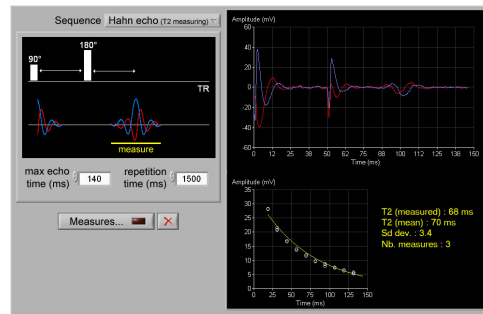 Sequence Hahn echo (T2 measuring)
180°
90°
TR
measure
max echo time (ms) 140 repetition time (ms) 1500
Measures...
Amplitude (mV)
60
40
20
0
-20
-40
-60
0 12 25 38 50 62 75 88 100 112 125 138 150
Time (ms)
Amplitude (mV)
35
30
25
20
15
10
5
0
0 25 50 75 100 125 150
Time (ms)
T2 (measured) : 68 ms
T2 (mean) : 70 ms
Sd dev. : 3.4
Nb. measures : 3